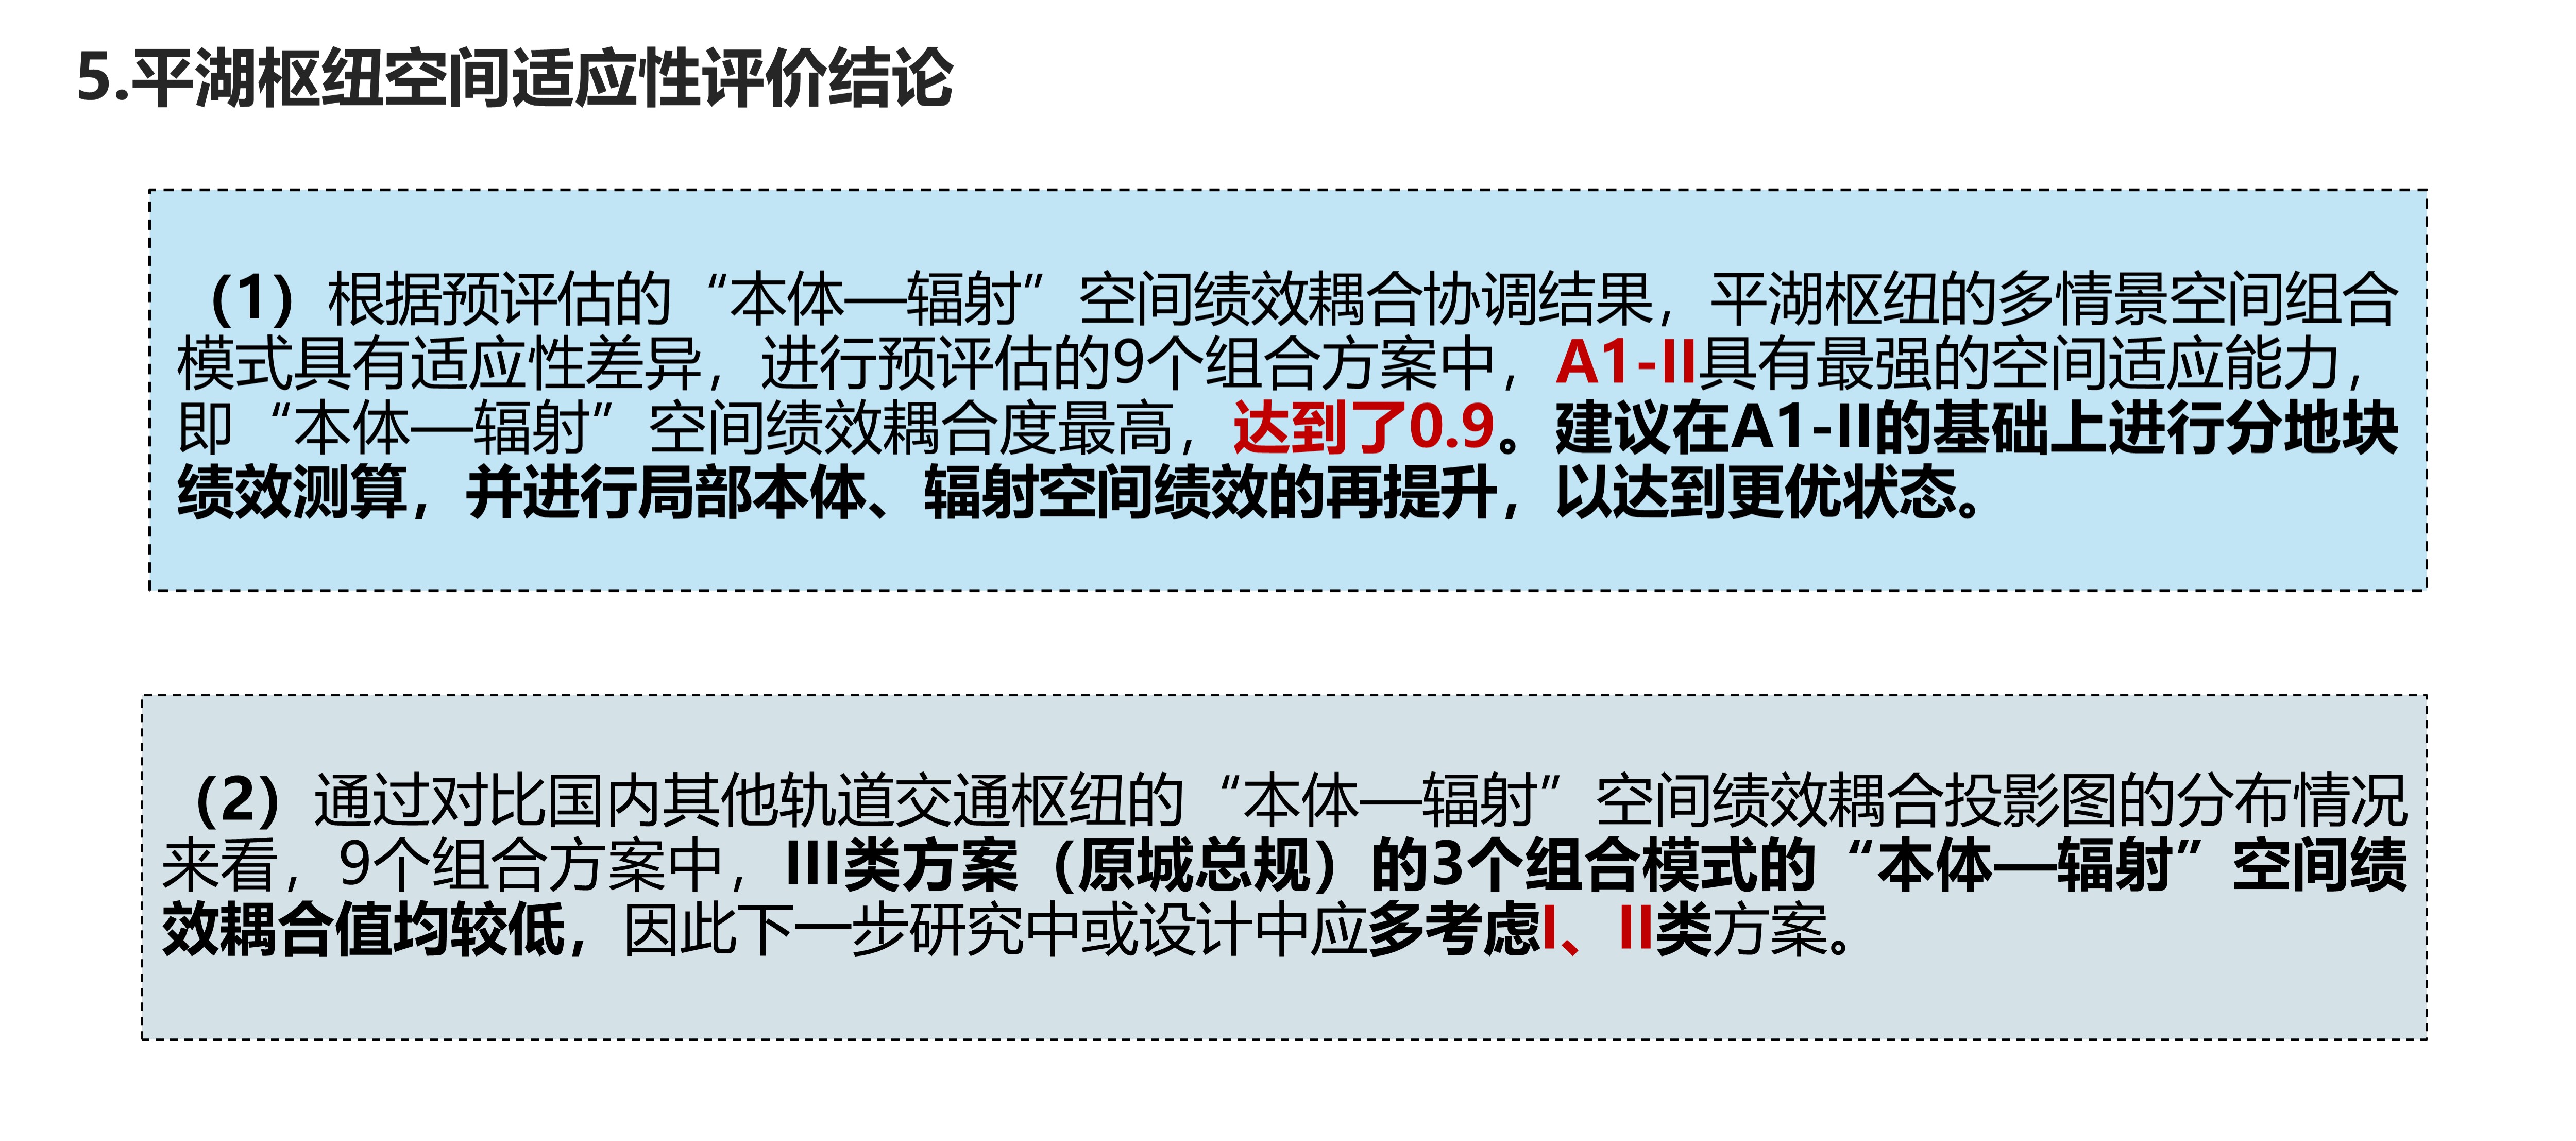 5.平湖枢纽空间适应性评价结论
（1）根据预评估的“本体—辐射”空间绩效耦合协调结果，平湖枢纽的多情景空间组合
模式具有适应性差异，进行预评估的9个组合方案中，A1-II具有最强的空间适应能力，
即“本体—辐射”空间绩效耦合度最高，达到了0.9。建议在A1-II的基础上进行分地块
绩效测算，并进行局部本体、辐射空间绩效的再提升，以达到更优状态。
（2）通过对比国内其他轨道交通枢纽的“本体—辐射”空间绩效耦合投影图的分布情况
来看，9个组合方案中，III类方案（原城总规）的3个组合模式的“本体—辐射”空间绩
效耦合值均较低，因此下一步研究中或设计中应多考虑I、II类方案。